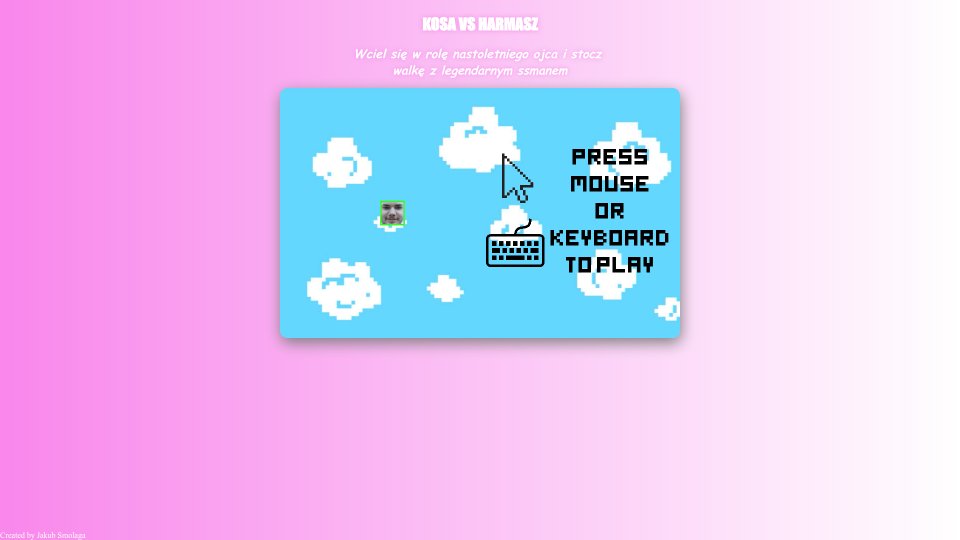 KOSA VS HARMASZ
Wciel się w rolę nastoletniego ojca i stocz
walkę z legendarnym ssmanem
PRESS
MOUSE
OR
KEYBOARD
TO PLAY
Created by Jakub Smolaga